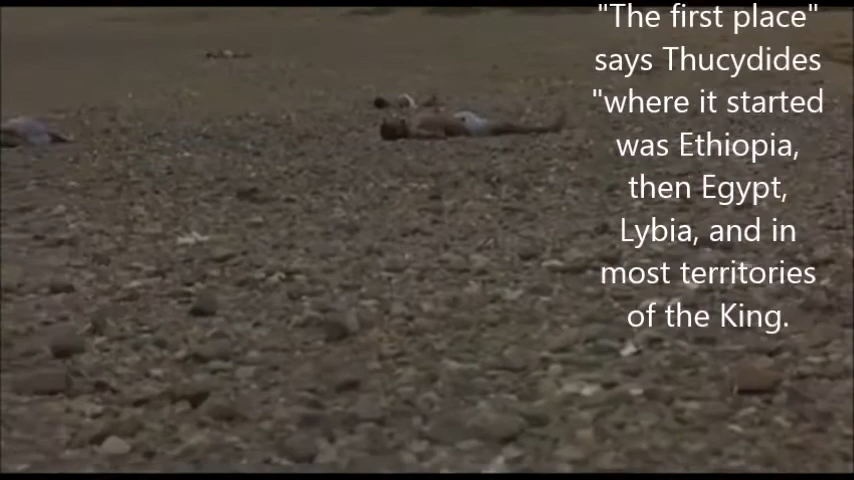 "The first place"
says Thucydides
"where it started
was Ethiopia,
then Egypt,
Lybia, and in
most territories
of the King.